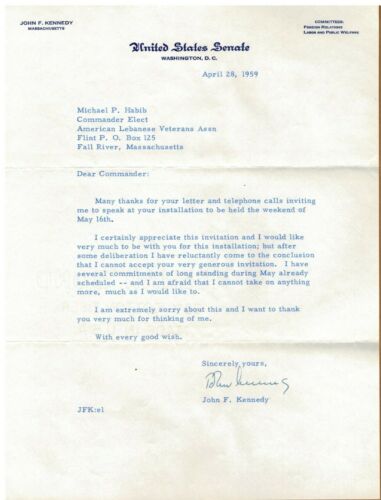 JOHN F. KENNEDY
MASSACHUSETTS
COMMITTEES:
FOREIGN RELATIONS
LABOR AND PUBLIC WELFARE
United States Senate
WASHINGTON, D. C.
April 28, 1959
Michael P. Habib
Commander Elect
American Lebanese Veterans Assn
Flint P. O. Box 125
Fall River, Massachusetts
Dear Commander:
Many thanks for your letter and telephone calls inviting
me to speak at your installation to be held the weekend of
May 16th.
I certainly appreciate this invitation and I would like
very much to be with you for this installation; but after
some deliberation I have reluctantly come to the conclusion
that I cannot accept your very generous invitation. I have
several commitments of long standing during May already
scheduled -- and I am afraid that I cannot take on anything
more, much as I would like to.
I am extremely sorry about this and I want to thank
you very much for thinking of me.
With every good wish.
Sincerely yours,
John F. Kennedy
JFK:el